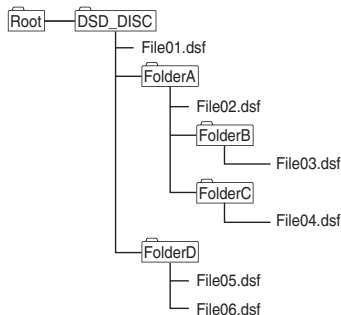 Root DSD_DISC
File01.dsf
FolderA
File02.dsf
FolderB
File03.dsf
FolderC
File04.dsf
FolderD
File05.dsf
File06.dsf